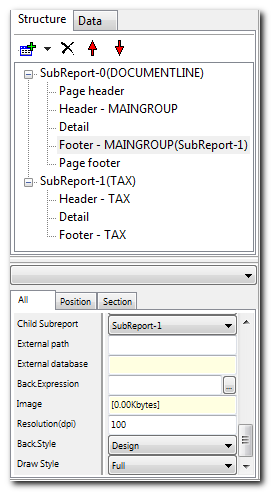 Structure Data
SubReport-0(DOCUMENTLINE)
Page header
Header - MAINGROUP
Detail
Footer - MAINGROUP(SubReport-1)
Page footer
SubReport-1(TAX)
Header - TAX
Detail
Footer - TAX
All Position Section
Child Subreport SubReport-1
External path
External database
Back.Expression ...
Image [0.00Kbytes]
Resolution(dpi) 100
Back.Style Design
Draw Style Full